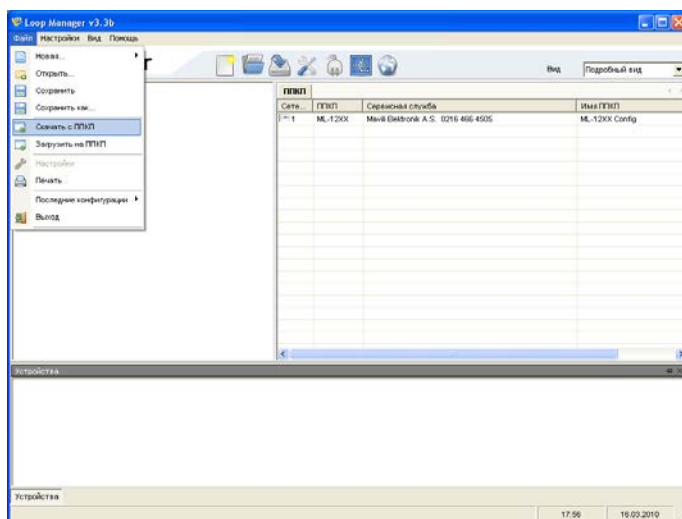 Loop Manager v3.3b
Файл Настройки Вид Помощь
Новая...
Открыть...
Сохранить
Сохранить как...
Скачать с ППКП
Загрузить на ППКП
Настройки
Печать
Последние конфигурации
Выход
r
Вид Подробный вид
ППКП
Сете... ППКП Сервисная служба Имя ППКП
1 ML-12XX Mavili Elektronik A.S. 0216 466 4505 ML-12XX Config
Устройства
Устройства
17:56 16.03.2010